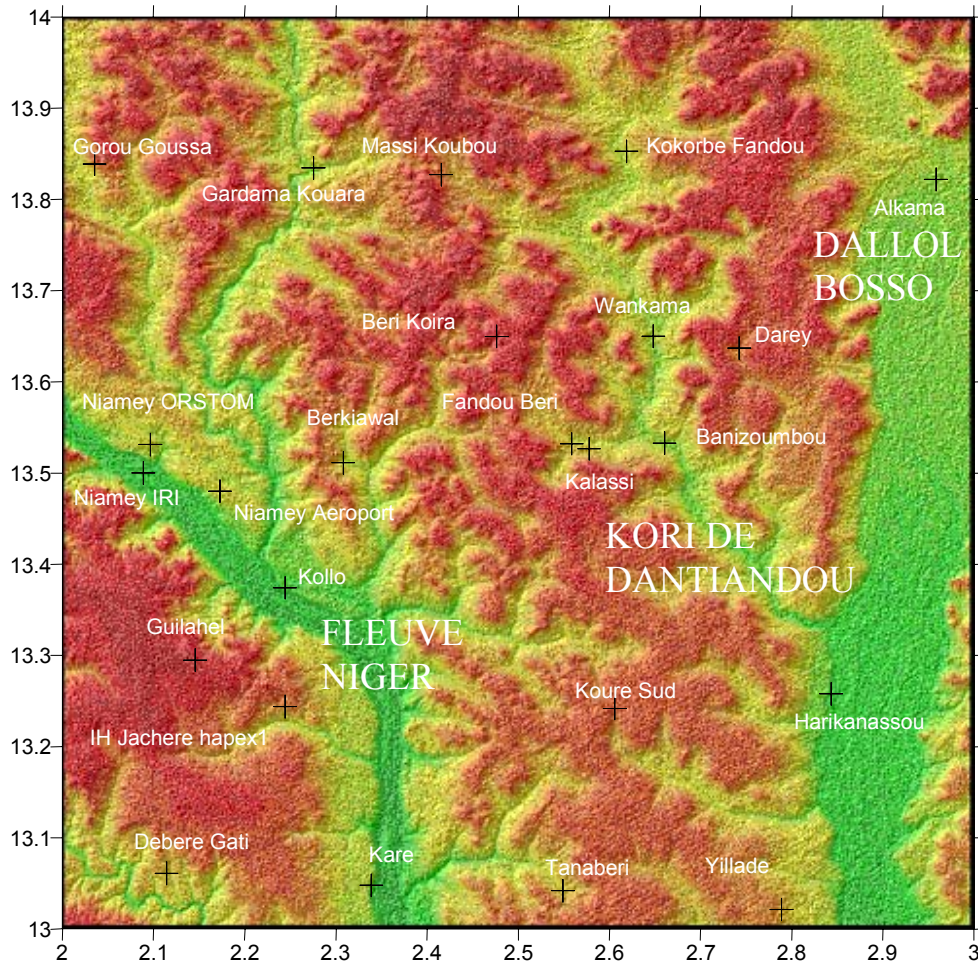 14
13.9
Gorou Goussa
Massi Koubou
Kokorbe Fandou
Gardama Kouara
13.8
Alkama
DALLOL
BOSSO
13.7
Wankama
Beri Koira
Darey
13.6
Niamey ORSTOM
Berkiawal
Fandou Beri
Banizoumbou
13.5
Niamey IRI
Kalassi
Niamey Aeroport
KORI DE
DANTIANDOU
13.4
Kollo
Guilahel
FLEUVE
NIGER
13.3
Koure Sud
Harikanassou
IH Jachere hapex1
13.2
13.1
Debere Gati
Kare
Tanaberi
Yillade
13
2
2.1
2.2
2.3
2.4
2.5
2.6
2.7
2.8
2.9
3